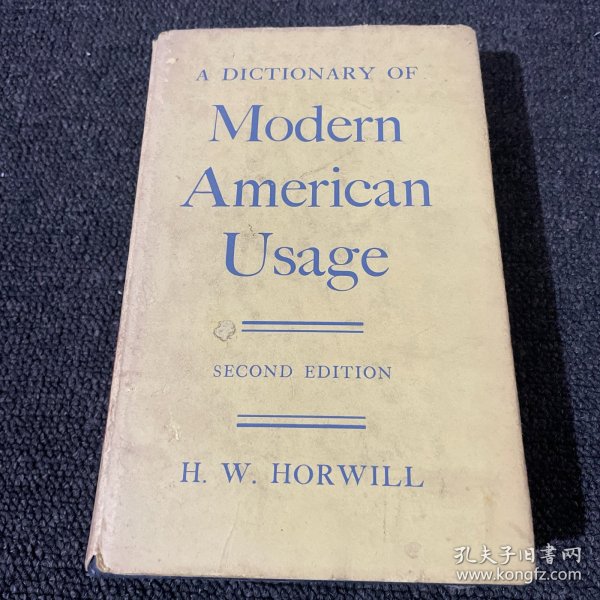 A DICTIONARY OF
Modern
American
Usage
SECOND EDITION
H. W. HORWILL
孔夫子旧书网
www.kongfz.com